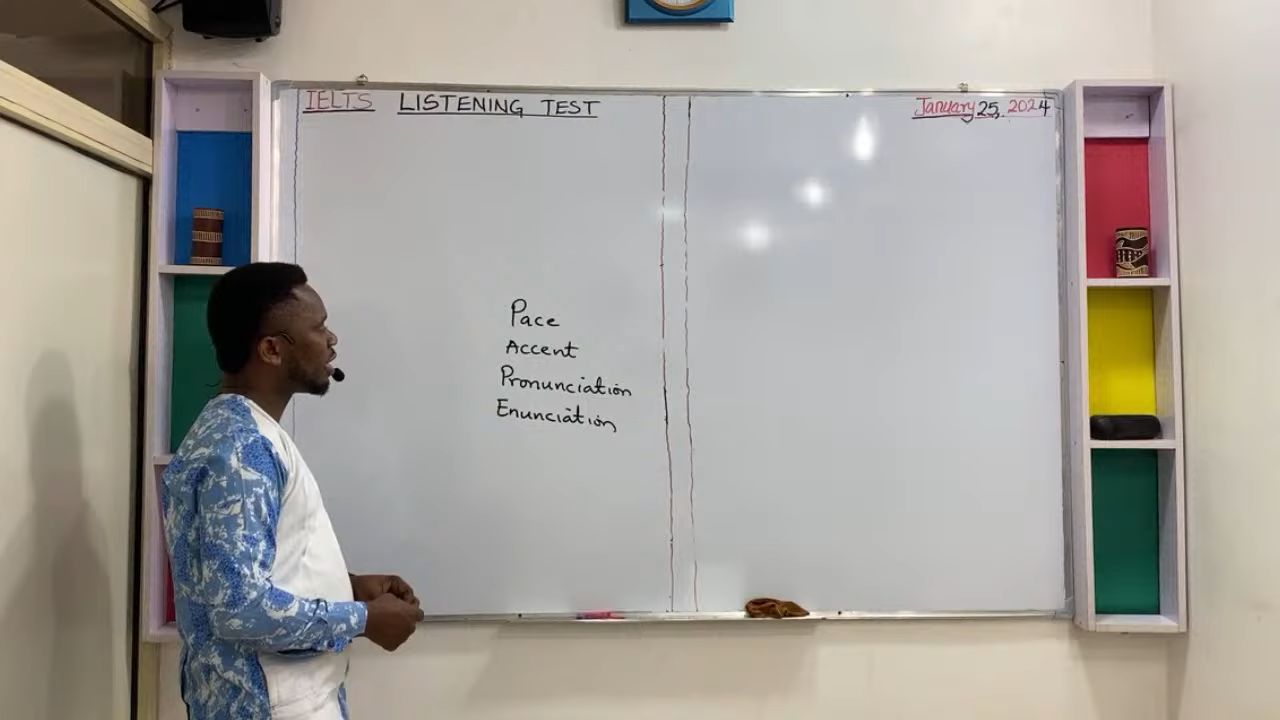 IELTS LISTENING TEST
January 25, 2024
Pace
Accent
Pronunciation
Enunciation